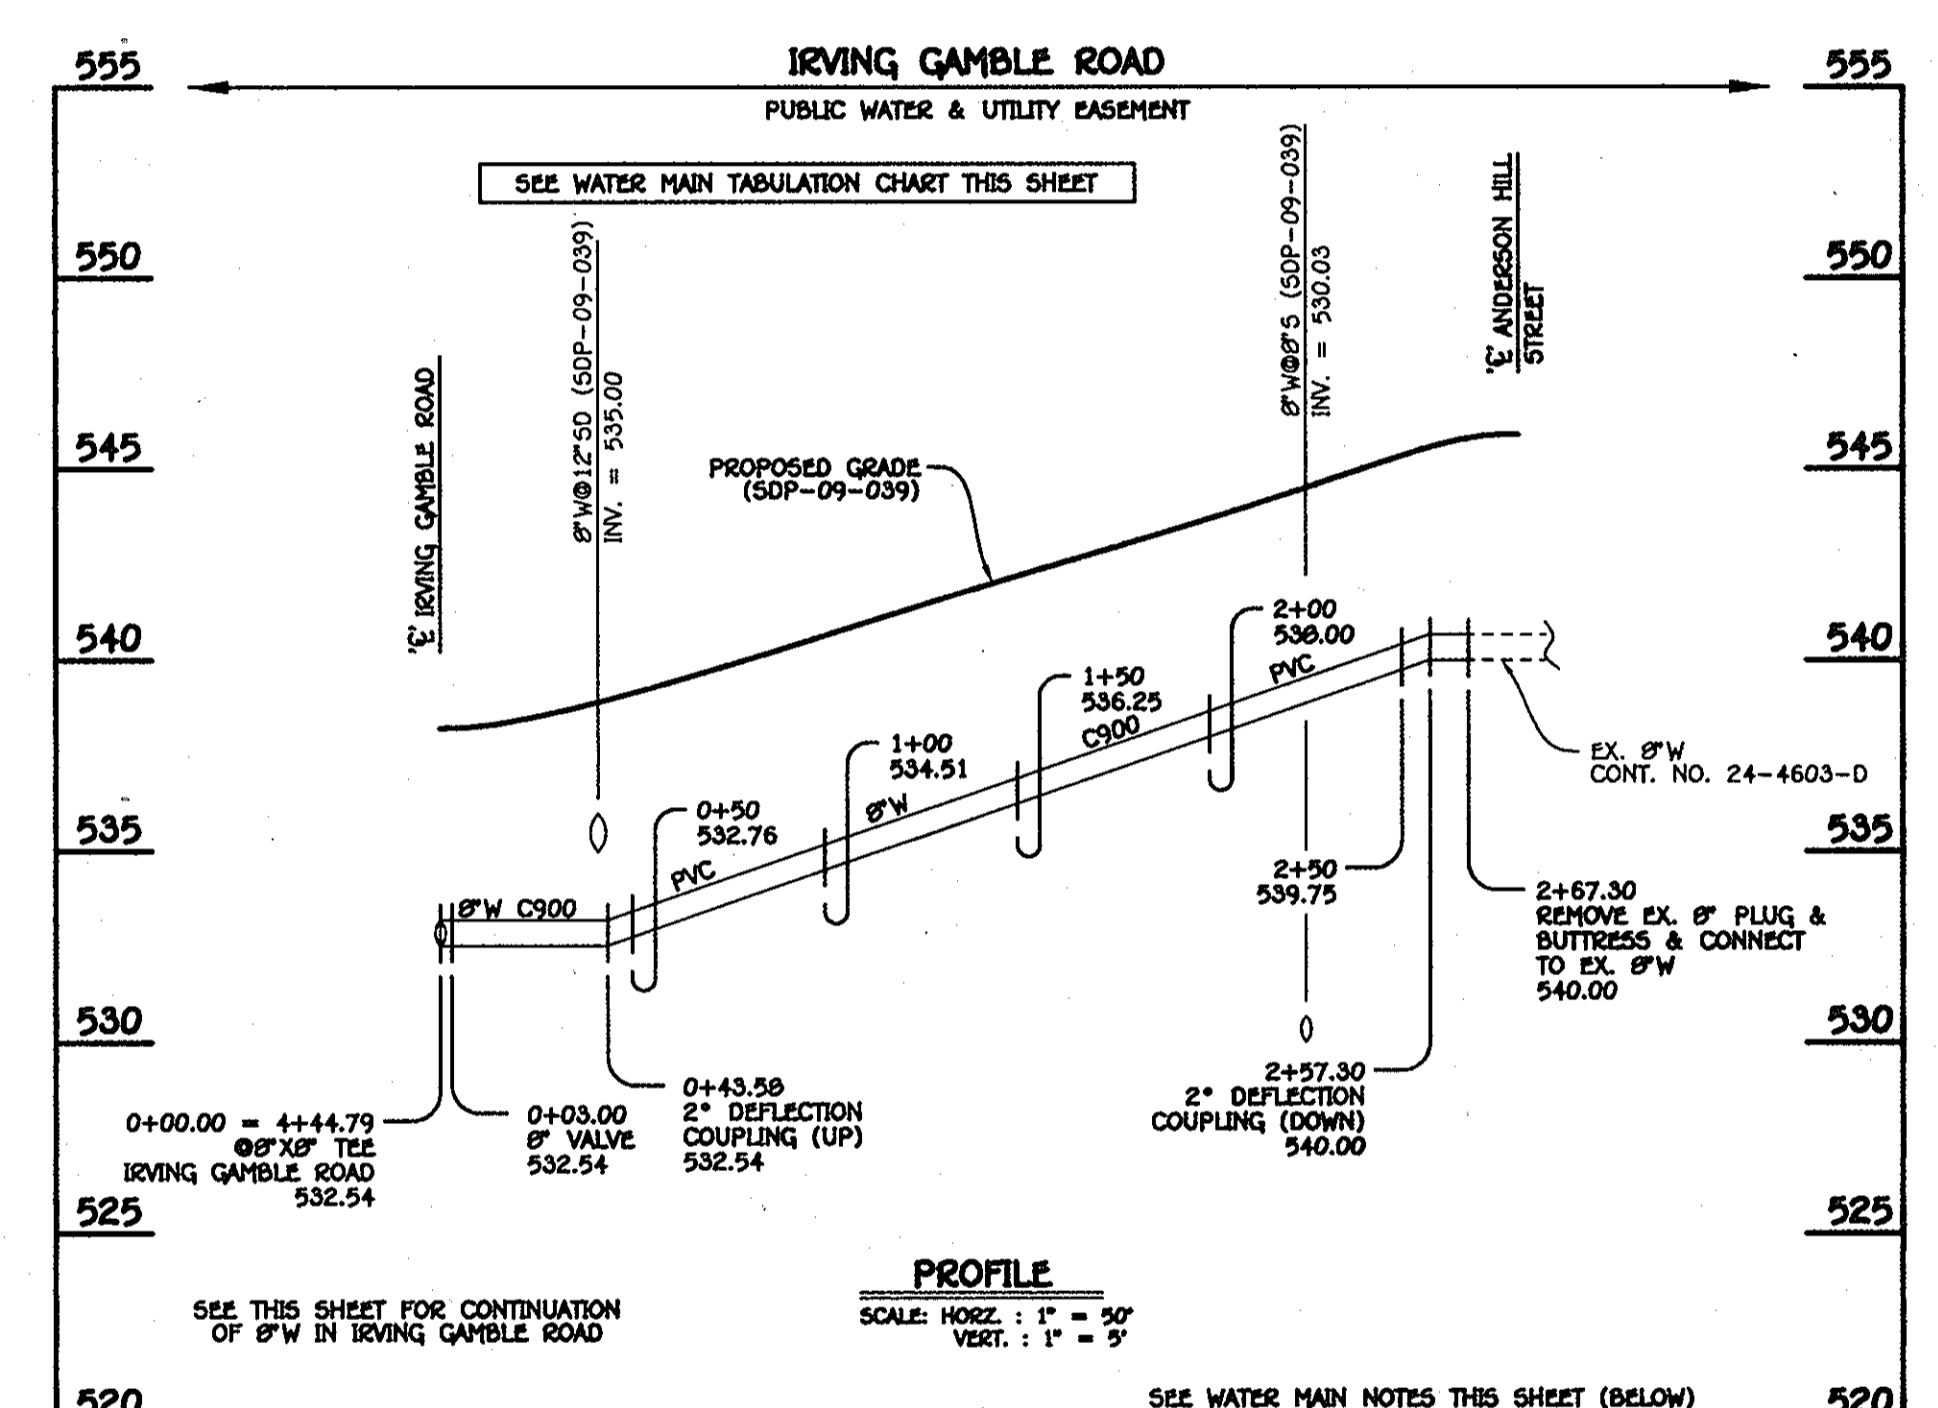 IRVING GAMBLE ROAD
PUBLIC WATER & UTILITY EASEMENT
SEE WATER MAIN TABULATION CHART THIS SHEET
555
550
545
540
535
530
525
520
555
550
545
540
535
530
525
520
'℄' IRVING GAMBLE ROAD
8"W@12"SD (SDP-09-039)
INV. = 535.00
PROPOSED GRADE
(SDP-09-039)
8"W@8"S (SDP-09-039)
INV. = 530.03
'℄' ANDERSON HILL
STREET
8"W C900
PVC
8"W
C900
PVC
0+50
532.76
1+00
534.51
1+50
536.25
2+00
538.00
2+50
539.75
EX. 8"W
CONT. NO. 24-4603-D
2+67.30
REMOVE EX. 8" PLUG &
BUTTRESS & CONNECT
TO EX. 8"W
540.00
2+57.30
2° DEFLECTION
COUPLING (DOWN)
540.00
0+00.00 = 4+44.79
@8"X8" TEE
IRVING GAMBLE ROAD
532.54
0+03.00
8" VALVE
532.54
0+43.58
2° DEFLECTION
COUPLING (UP)
532.54
SEE THIS SHEET FOR CONTINUATION
OF 8"W IN IRVING GAMBLE ROAD
PROFILE
SCALE: HORZ. : 1" = 50'
VERT. : 1" = 5'
SEE WATER MAIN NOTES THIS SHEET (BELOW)